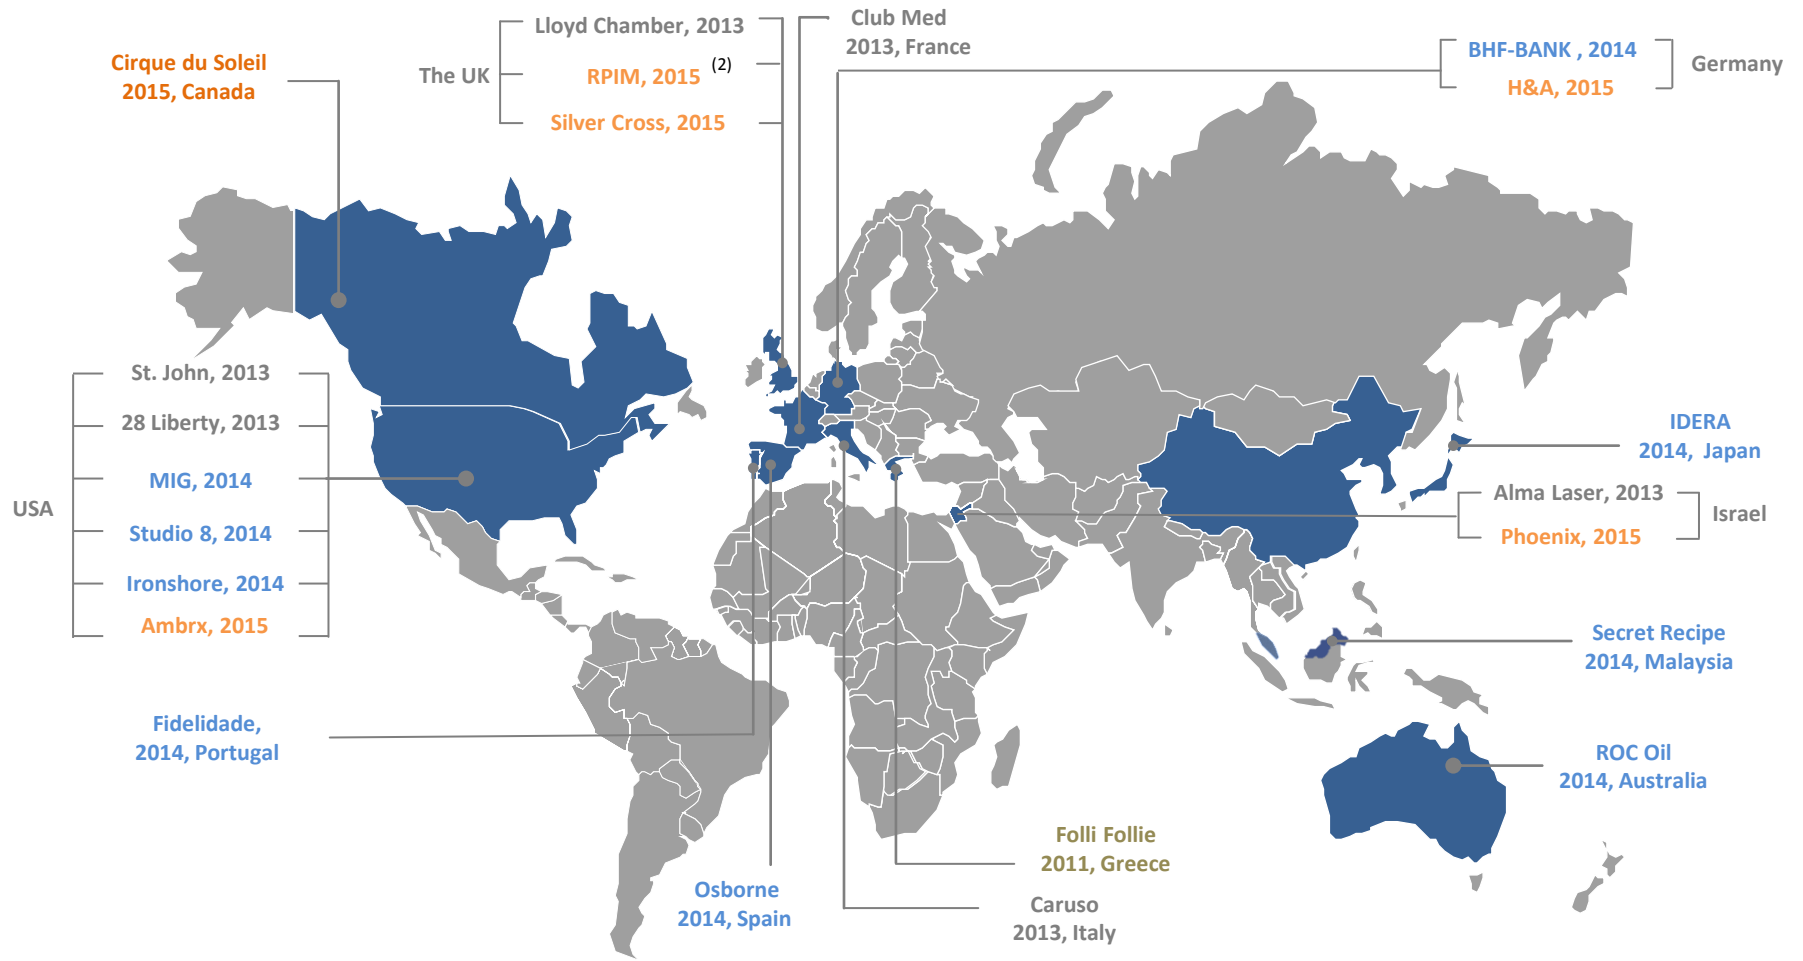 Cirque du Soleil
2015, Canada
The UK
Lloyd Chamber, 2013
RPIM, 2015 (2)
Silver Cross, 2015
Club Med
2013, France
BHF-BANK , 2014
H&A, 2015
Germany
USA
St. John, 2013
28 Liberty, 2013
MIG, 2014
Studio 8, 2014
Ironshore, 2014
Ambrx, 2015
IDERA
2014, Japan
Alma Laser, 2013
Phoenix, 2015
Israel
Secret Recipe
2014, Malaysia
Fidelidade,
2014, Portugal
ROC Oil
2014, Australia
Folli Follie
2011, Greece
Osborne
2014, Spain
Caruso
2013, Italy